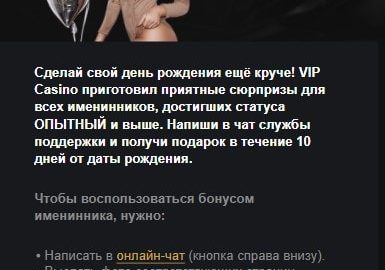 Сделай свой день рождения ещё круче! VIP
Casino приготовил приятные сюрпризы для
всех именинников, достигших статуса
ОПЫТНЫЙ и выше. Напиши в чат службы
поддержки и получи подарок в течение 10
дней от даты рождения.
Чтобы воспользоваться бонусом
именинника, нужно:
• Написать в онлайн-чат (кнопка справа внизу).